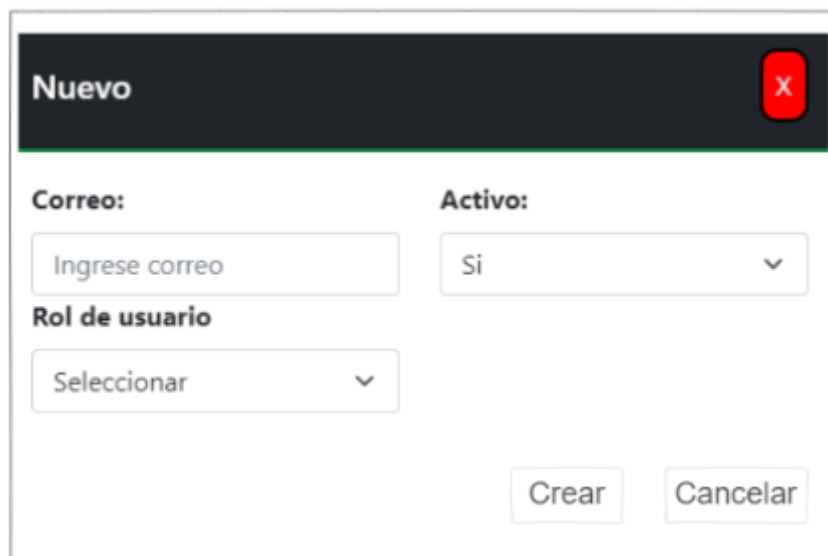 Nuevo X
Correo: Activo:
Ingrese correo Si
Rol de usuario
Seleccionar
Crear Cancelar